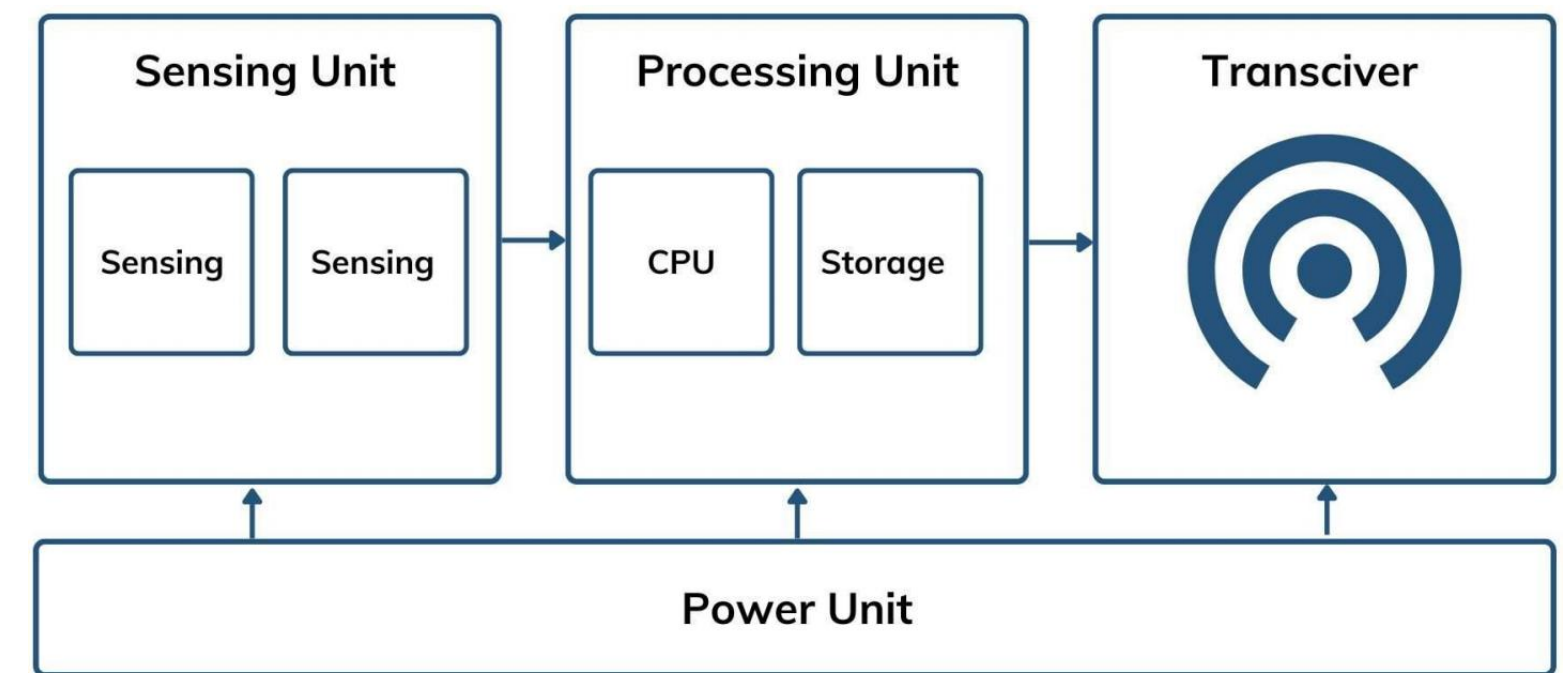 Sensing Unit
Sensing
Sensing
Processing Unit
CPU
Storage
Transciver
Power Unit